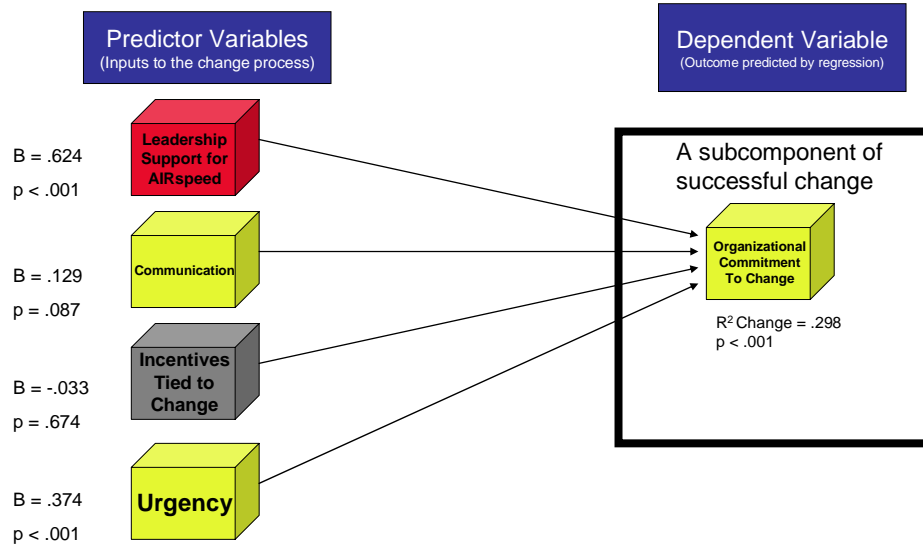 Predictor Variables
(Inputs to the change process)
Dependent Variable
(Outcome predicted by regression)
B = .624
p < .001
Leadership
Support for
AIRspeed
B = .129
p = .087
Communication
B = -.033
p = .674
Incentives
Tied to
Change
B = .374
p < .001
Urgency
A subcomponent of
successful change
Organizational
Commitment
To Change
R² Change = .298
p < .001